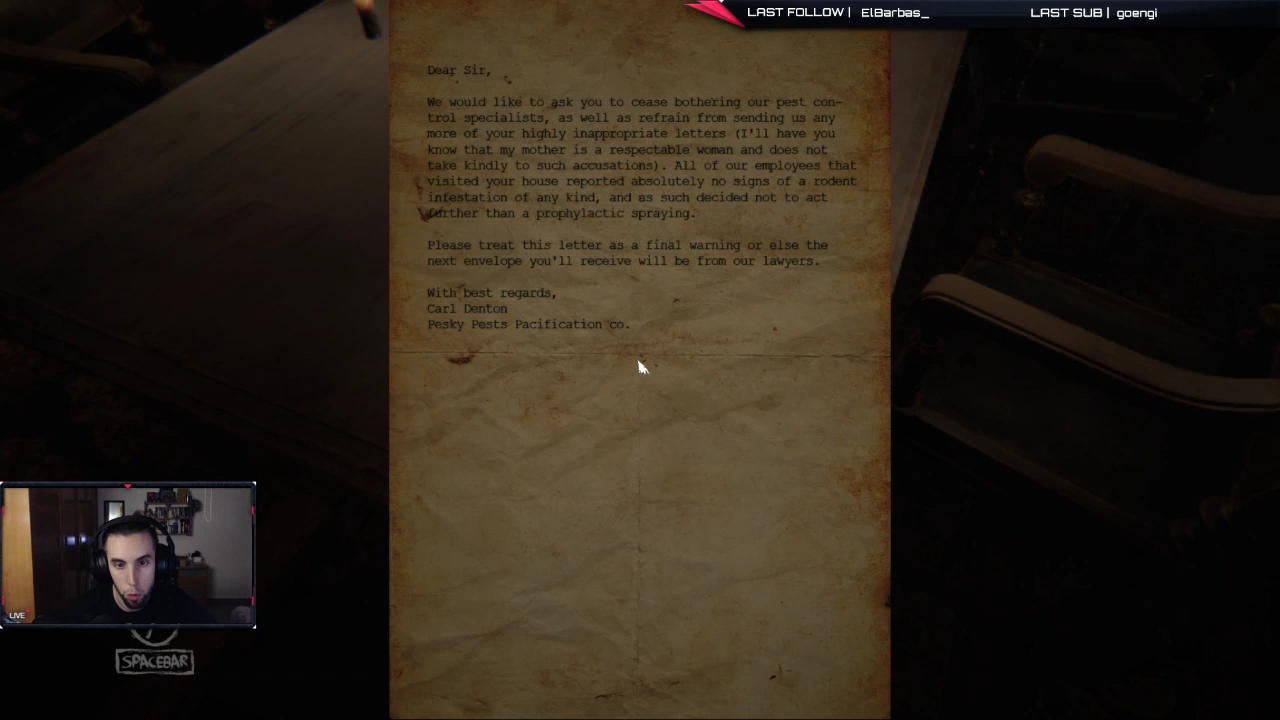 LAST FOLLOW | ElBarbas_
LAST SUB | goengi
Dear Sir,
We would like to ask you to cease bothering our pest con-
trol specialists, as well as refrain from sending us any
more of your highly inappropriate letters (I'll have you
know that my mother is a respectable woman and does not
take kindly to such accusations). All of our employees that
visited your house reported absolutely no signs of a rodent
infestation of any kind, and as such decided not to act
further than a prophylactic spraying.
Please treat this letter as a final warning or else the
next envelope you'll receive will be from our lawyers.
With best regards,
Carl Denton
Pesky Pests Pacification co.
LIVE
SPACEBAR